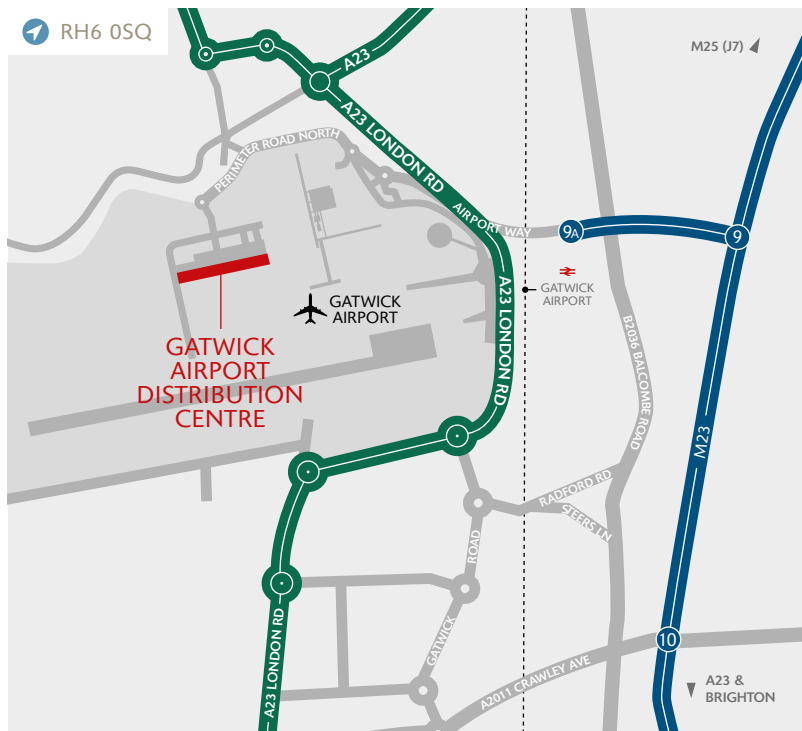 RH6 0SQ
M25 (J7)
A23
A23 LONDON RD
PERIMETER ROAD NORTH
AIRPORT WAY
9A
9
GATWICK
AIRPORT
GATWICK
AIRPORT
A23 LONDON RD
B2036 BALCOMBE ROAD
GATWICK
AIRPORT
DISTRIBUTION
CENTRE
M23
RADFORD RD
STEERS LN
GATWICK ROAD
A23 LONDON RD
A2011 CRAWLEY AVE
10
A23 &
BRIGHTON